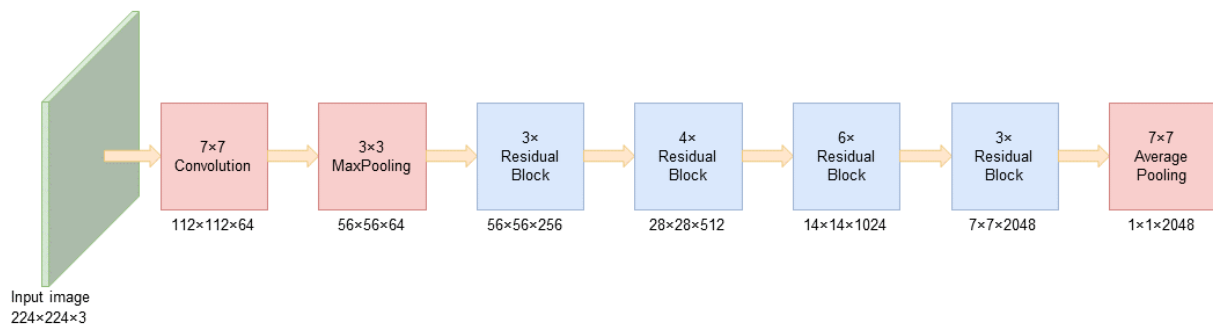 Input image
224×224×3
7×7
Convolution
112×112×64
3×3
MaxPooling
56×56×64
3×
Residual
Block
56×56×256
4×
Residual
Block
28×28×512
6×
Residual
Block
14×14×1024
3×
Residual
Block
7×7×2048
7×7
Average
Pooling
1×1×2048